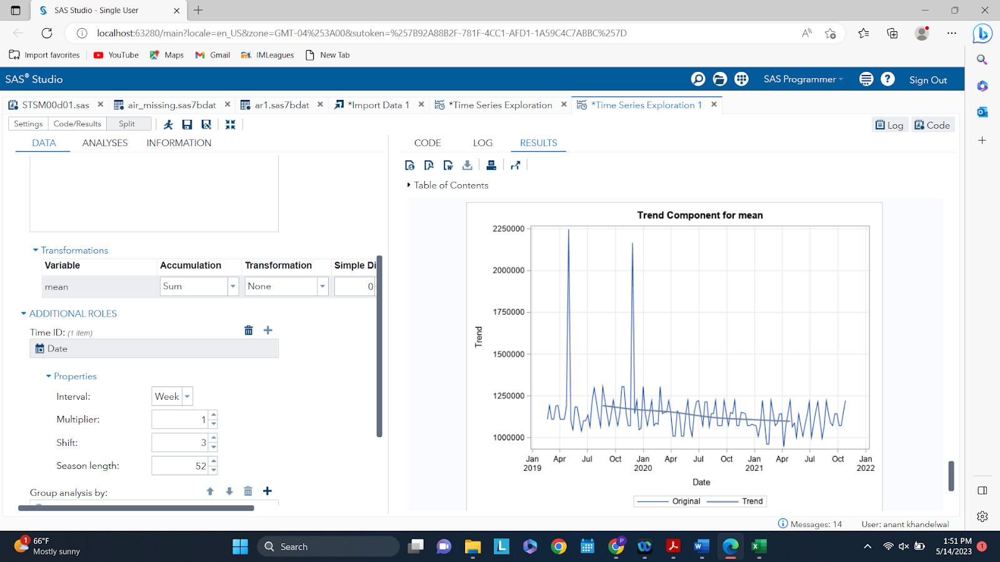 SAS Studio - Single User
localhost:63280/main?locale=en_US&zone=GMT-04%253A00&sutoken=%257B92A88B2F-781F-4CC1-AFD1-1A59C4C7ABBC%257D
Import favorites YouTube Maps Gmail IMLeagues New Tab
SAS® Studio SAS Programmer Sign Out
STSM00d01.sas air_missing.sas7bdat ar1.sas7bdat *Import Data 1 *Time Series Exploration *Time Series Exploration 1
Settings Code/Results Split Log Code
DATA ANALYSES INFORMATION CODE LOG RESULTS
Table of Contents
Trend Component for mean
2250000
2000000
1750000
1500000
1250000
1000000
Trend
Jan Apr Jul Oct Jan Apr Jul Oct Jan Apr Jul Oct Jan
2019 2020 2021 2022
Date
Original Trend
Transformations
Variable Accumulation Transformation Simple Di
mean Sum None 0
ADDITIONAL ROLES
Time ID: (1 item)
Date
Properties
Interval: Week
Multiplier: 1
Shift: 3
Season length: 52
Group analysis by:
Messages: 14 User: anant khandelwal
1
66°F
Mostly sunny
Search
P
1:51 PM
5/14/2023
1